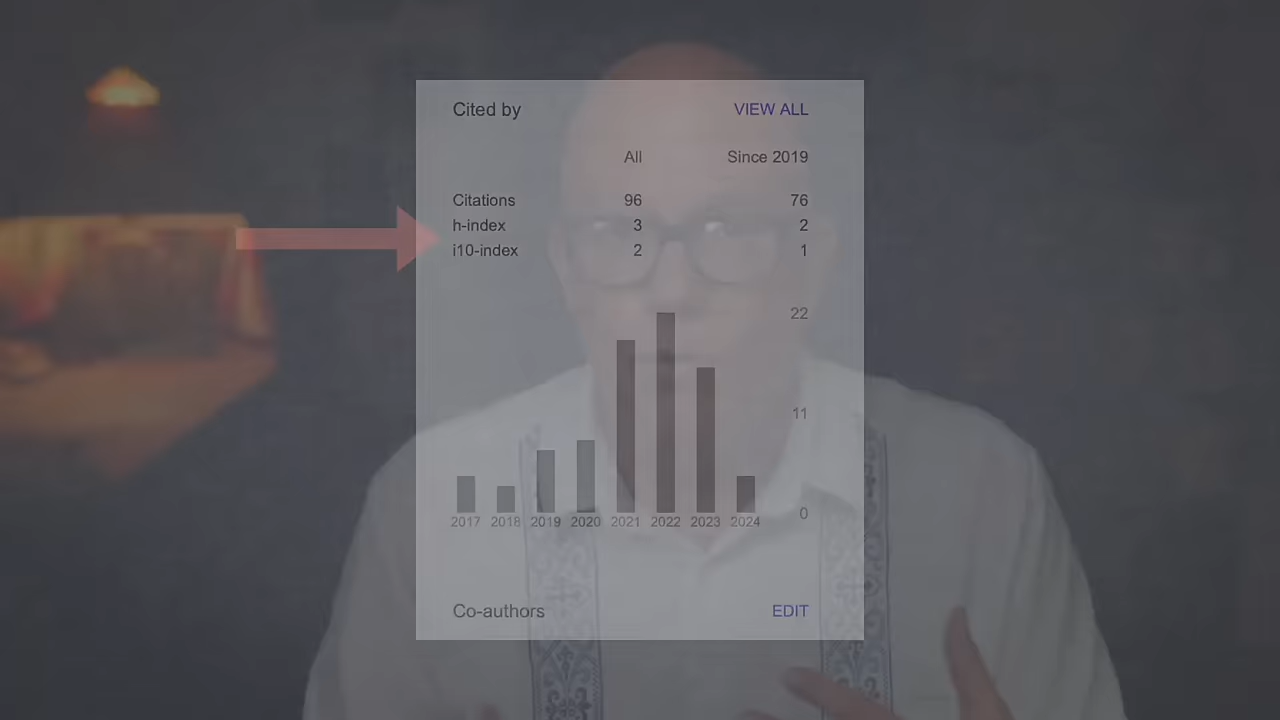 Cited by VIEW ALL
All Since 2019
Citations 96 76
h-index 3 2
i10-index 2 1
22
11
0
2017 2018 2019 2020 2021 2022 2023 2024
Co-authors EDIT